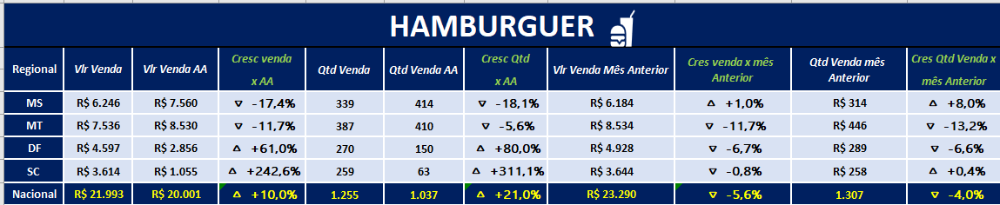 HAMBURGUER
Regional Vlr Venda Vlr Venda AA Cresc venda x AA Qtd Venda Qtd Venda AA Cresc Qtd x AA Vlr Venda Mês Anterior Cres venda x mês Anterior Qtd Venda mês Anterior Cres Qtd Venda x mês Anterior
MS R$ 6.246 R$ 7.560 ▽ -17,4% 339 414 ▽ -18,1% R$ 6.184 △ +1,0% R$ 314 △ +8,0%
MT R$ 7.536 R$ 8.530 ▽ -11,7% 387 410 ▽ -5,6% R$ 8.534 ▽ -11,7% R$ 446 ▽ -13,2%
DF R$ 4.597 R$ 2.856 △ +61,0% 270 150 △ +80,0% R$ 4.928 ▽ -6,7% R$ 289 ▽ -6,6%
SC R$ 3.614 R$ 1.055 △ +242,6% 259 63 △ +311,1% R$ 3.644 ▽ -0,8% R$ 258 △ +0,4%
Nacional R$ 21.993 R$ 20.001 △ +10,0% 1.255 1.037 △ +21,0% R$ 23.290 ▽ -5,6% 1.307 ▽ -4,0%